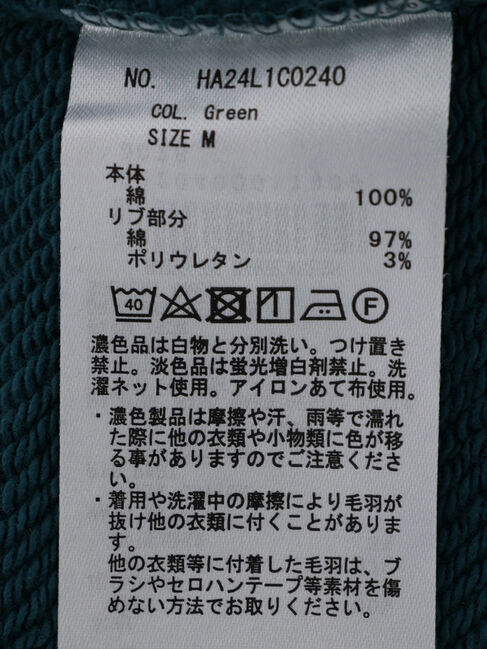 NO. HA24L1C0240
COL. Green
SIZE M
本体
綿 100%
リブ部分
綿 97%
ポリウレタン 3%
40 F
濃色品は白物と分別洗い。つけ置き
禁止。淡色品は蛍光増白剤禁止。洗
濯ネット使用。アイロンあて布使用。
・濃色製品は摩擦や汗、雨等で濡れ
た際に他の衣類や小物類に色が移
る事がありますのでご注意くださ
い。
・着用や洗濯中の摩擦により毛羽が
抜け他の衣類に付くことがありま
す。
他の衣類等に付着した毛羽は、ブ
ラシやセロハンテープ等素材を傷
めない方法でお取りください。